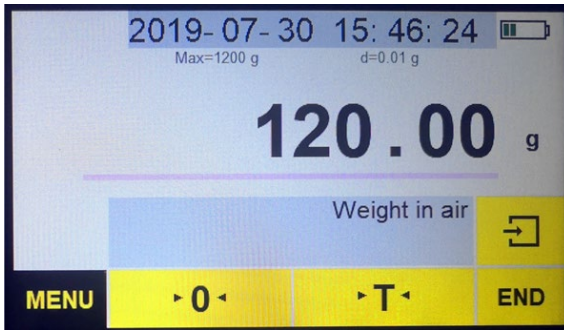 2019-07-30 15:46:24
Max=1200 g d=0.01 g
120.00 g
Weight in air
MENU 0 T END